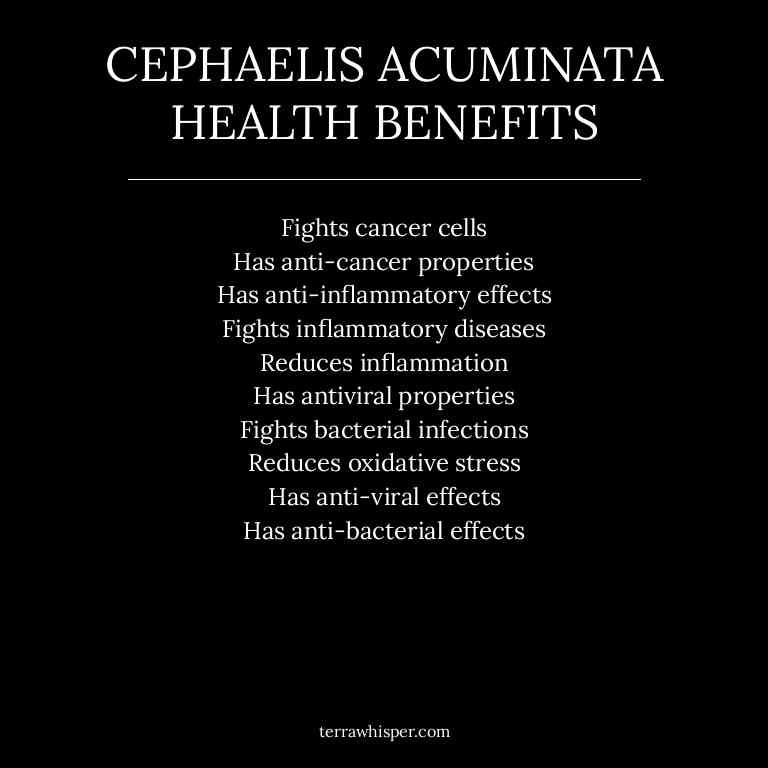 CEPHAELIS ACUMINATA
HEALTH BENEFITS
Fights cancer cells
Has anti-cancer properties
Has anti-inflammatory effects
Fights inflammatory diseases
Reduces inflammation
Has antiviral properties
Fights bacterial infections
Reduces oxidative stress
Has anti-viral effects
Has anti-bacterial effects
terrawhisper.com